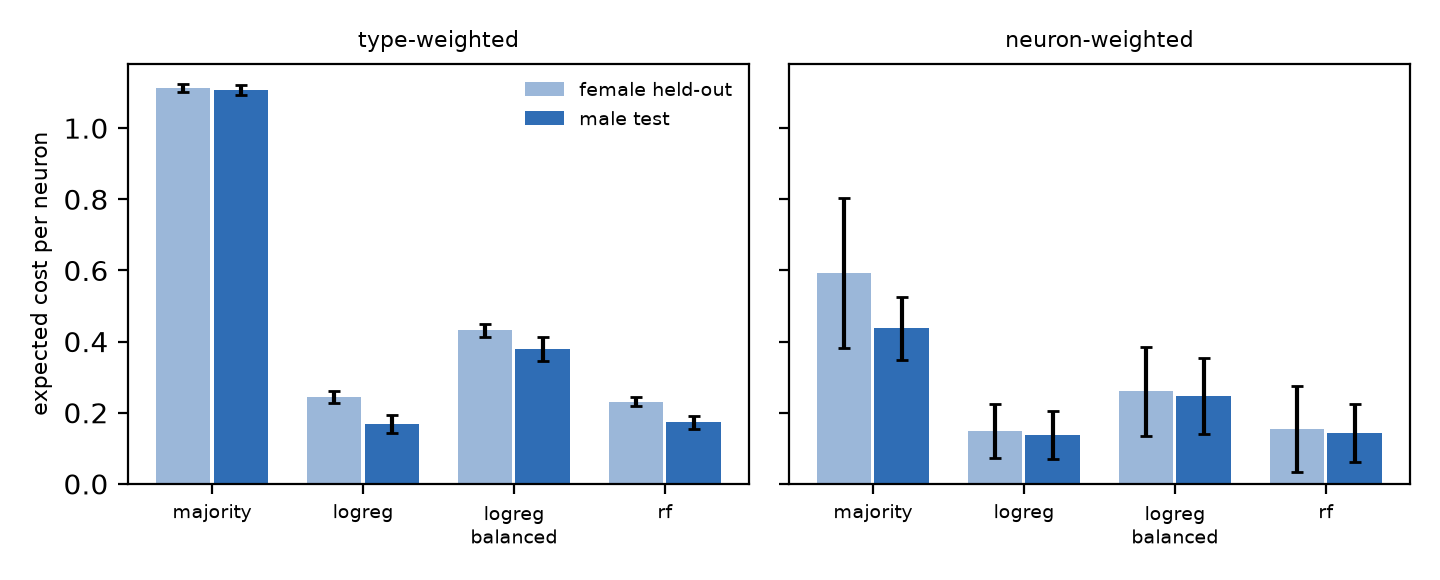 type-weighted
neuron-weighted
female held-out
male test
expected cost per neuron
1.0
0.8
0.6
0.4
0.2
0.0
majority
logreg
logreg
balanced
rf
majority
logreg
logreg
balanced
rf